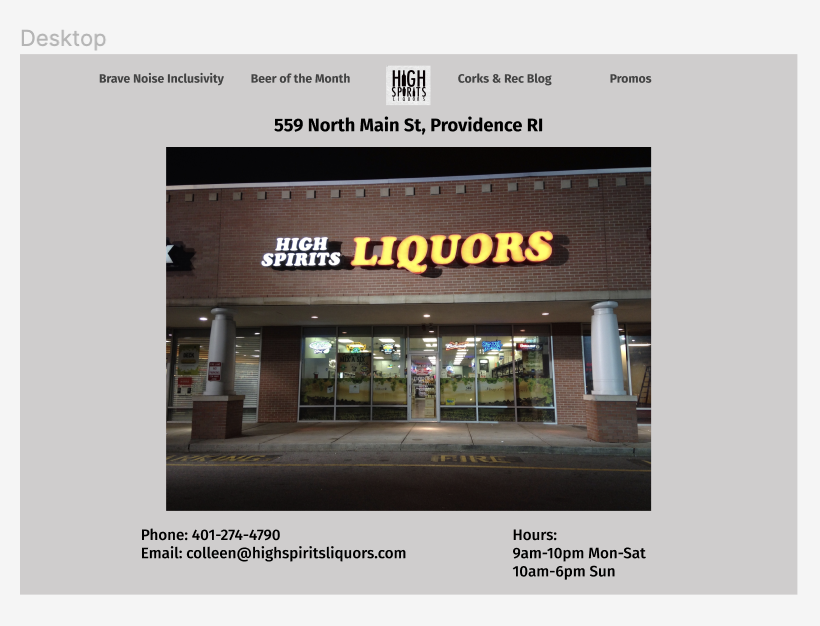 Desktop
Brave Noise Inclusivity
Beer of the Month
HIGH
SPIRITS
LIQUORS
Corks & Rec Blog
Promos
559 North Main St, Providence RI
HIGH
SPIRITS
LIQUORS
FIRE
Phone: 401-274-4790
Email: colleen@highspiritsliquors.com
Hours:
9am-10pm Mon-Sat
10am-6pm Sun